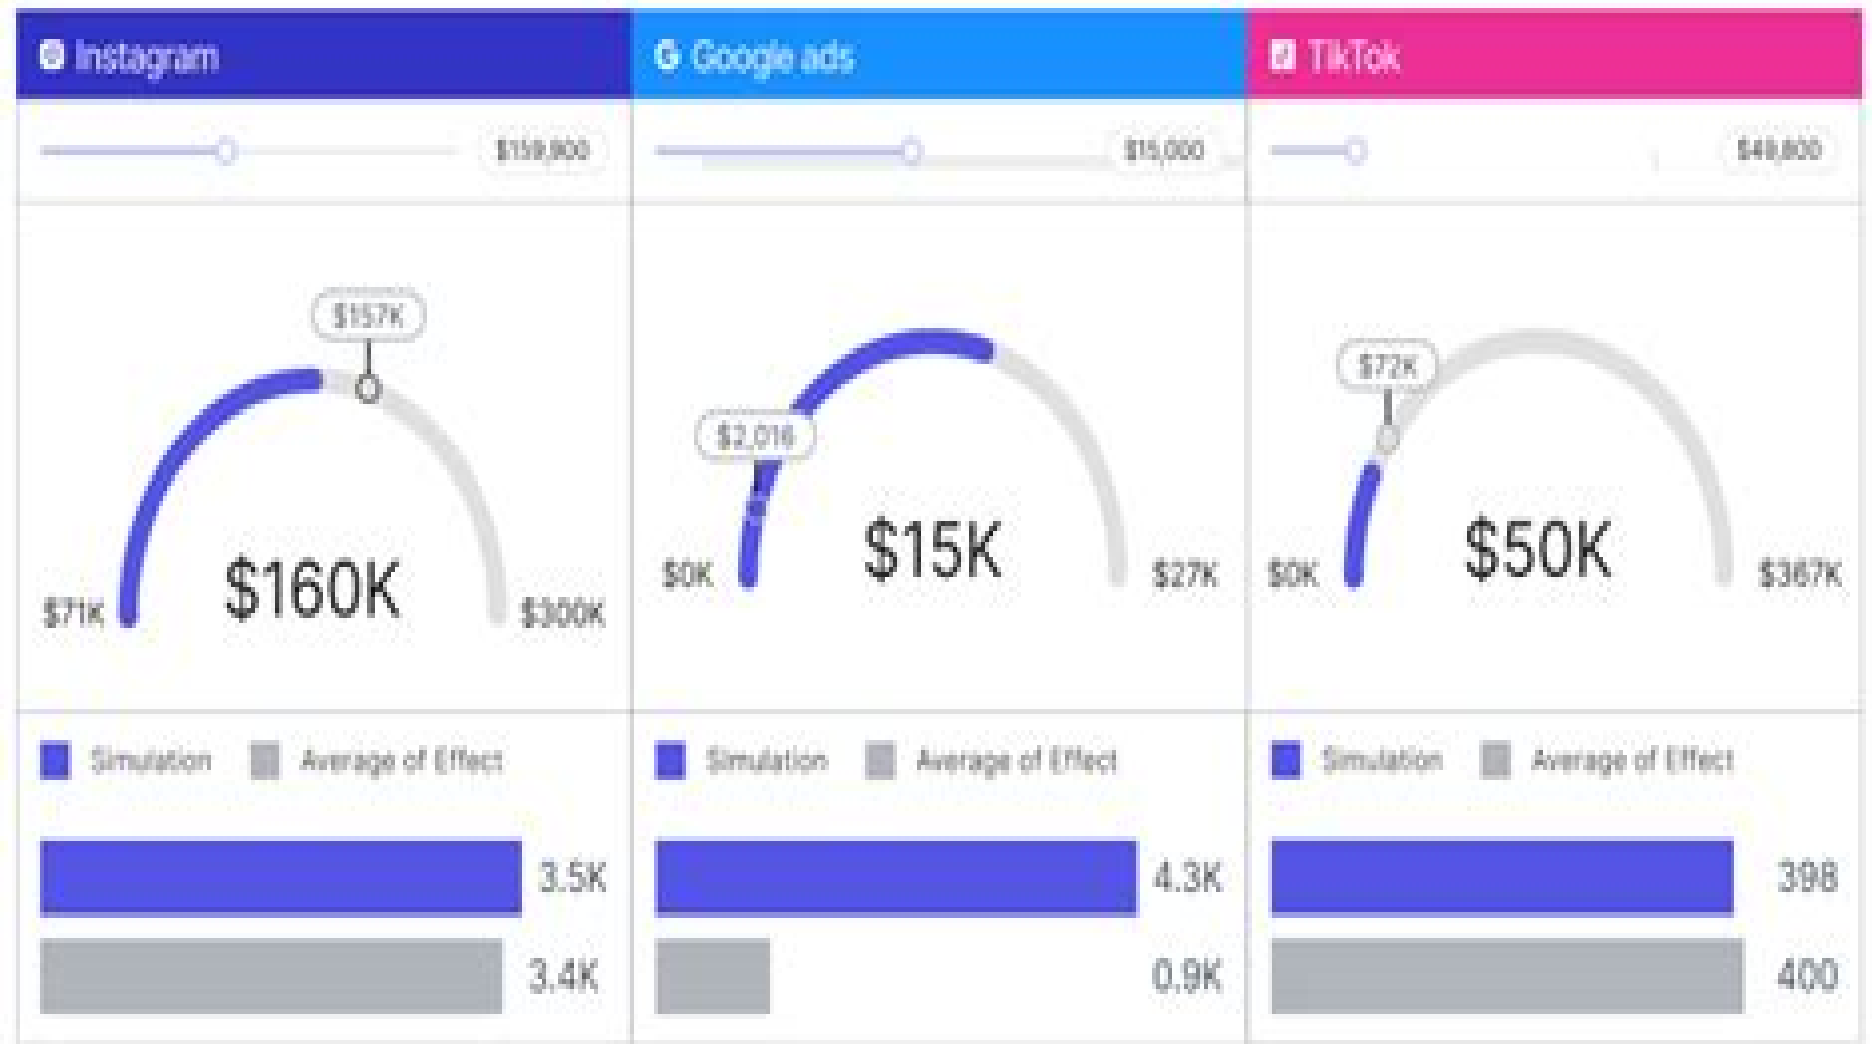 Instagram
$159,900
$157K
$160K
$71K
$300K
Simulation Average of Effect
3.5K
3.4K
Google ads
$15,000
$2,016
$15K
$0K
$27K
Simulation Average of Effect
4.3K
0.9K
TikTok
$49,800
$72K
$50K
$0K
$367K
Simulation Average of Effect
398
400